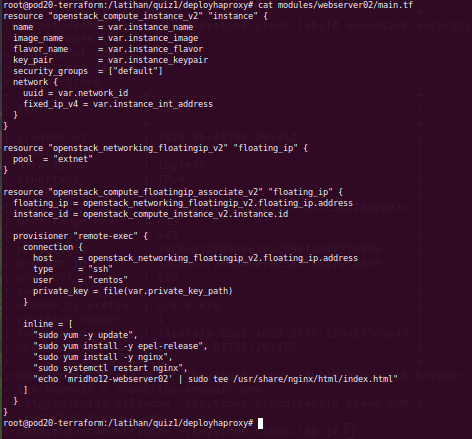 root@pod20-terraform:/latihan/quiz1/deployhaproxy# cat modules/webserver02/main.tf
resource "openstack_compute_instance_v2" "instance" {
  name            = var.instance_name
  image_name      = var.instance_image
  flavor_name     = var.instance_flavor
  key_pair        = var.instance_keypair
  security_groups = ["default"]
  network {
    uuid = var.network_id
    fixed_ip_v4 = var.instance_int_address
  }
}

resource "openstack_networking_floatingip_v2" "floating_ip" {
  pool  = "extnet"
}

resource "openstack_compute_floatingip_associate_v2" "floating_ip" {
  floating_ip = openstack_networking_floatingip_v2.floating_ip.address
  instance_id = openstack_compute_instance_v2.instance.id

  provisioner "remote-exec" {
    connection {
      host     = openstack_networking_floatingip_v2.floating_ip.address
      type     = "ssh"
      user     = "centos"
      private_key = file(var.private_key_path)
    }

    inline = [
      "sudo yum -y update",
      "sudo yum install -y epel-release",
      "sudo yum install -y nginx",
      "sudo systemctl restart nginx",
      "echo 'mridho12-webserver02' | sudo tee /usr/share/nginx/html/index.html"
    ]
  }
}
root@pod20-terraform:/latihan/quiz1/deployhaproxy#